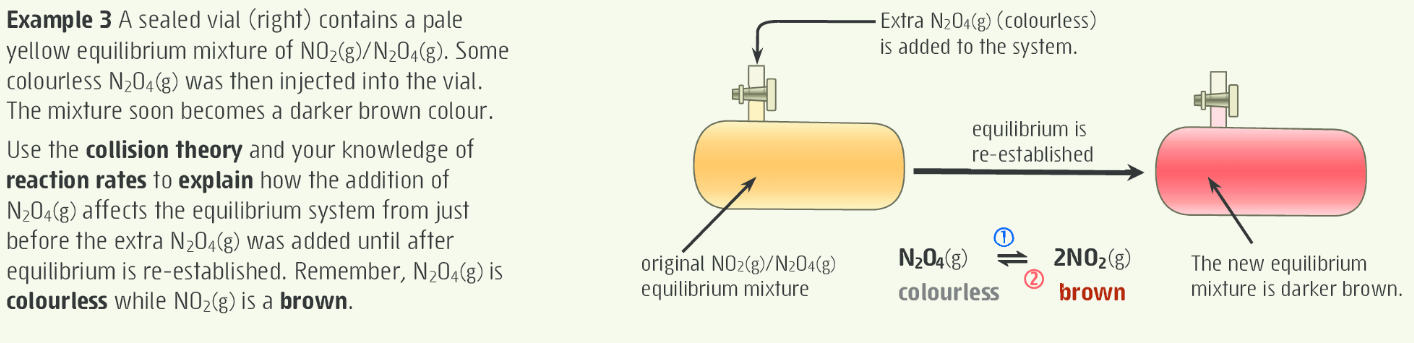 Example 3 A sealed vial (right) contains a pale
yellow equilibrium mixture of NO₂(g)/N₂O₄(g). Some
colourless N₂O₄(g) was then injected into the vial.
The mixture soon becomes a darker brown colour.
Use the collision theory and your knowledge of
reaction rates to explain how the addition of
N₂O₄(g) affects the equilibrium system from just
before the extra N₂O₄(g) was added until after
equilibrium is re-established. Remember, N₂O₄(g) is
colourless while NO₂(g) is a brown.
Extra N₂O₄(g) (colourless)
is added to the system.
equilibrium is
re-established
original NO₂(g)/N₂O₄(g)
equilibrium mixture
①
N₂O₄(g) ⇌ 2NO₂(g)
②
colourless brown
The new equilibrium
mixture is darker brown.